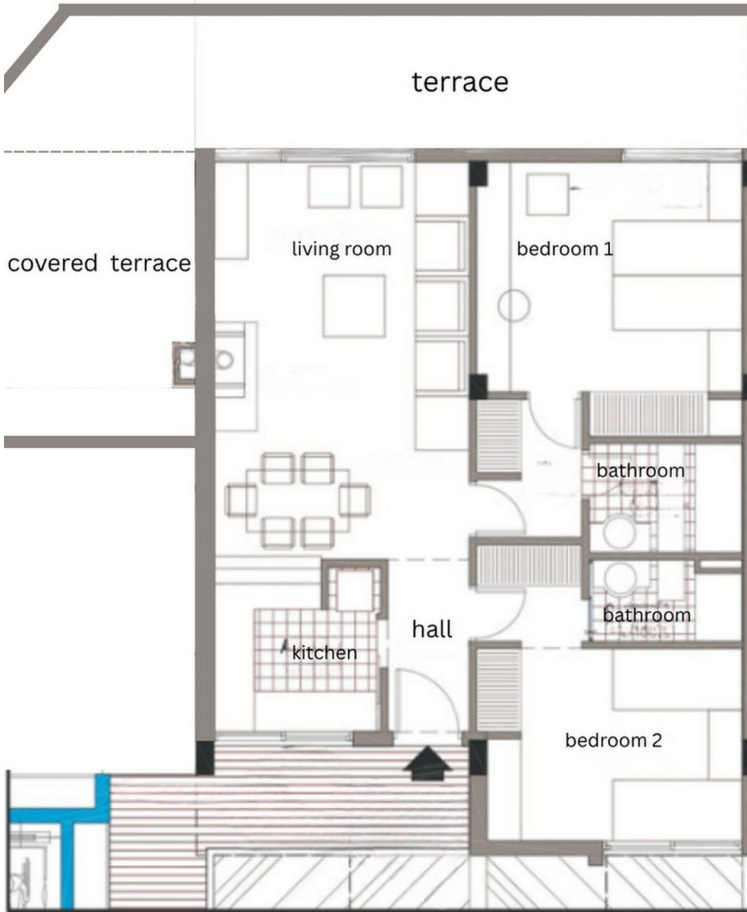 terrace
covered terrace
living room
bedroom 1
bathroom
bathroom
hall
kitchen
bedroom 2